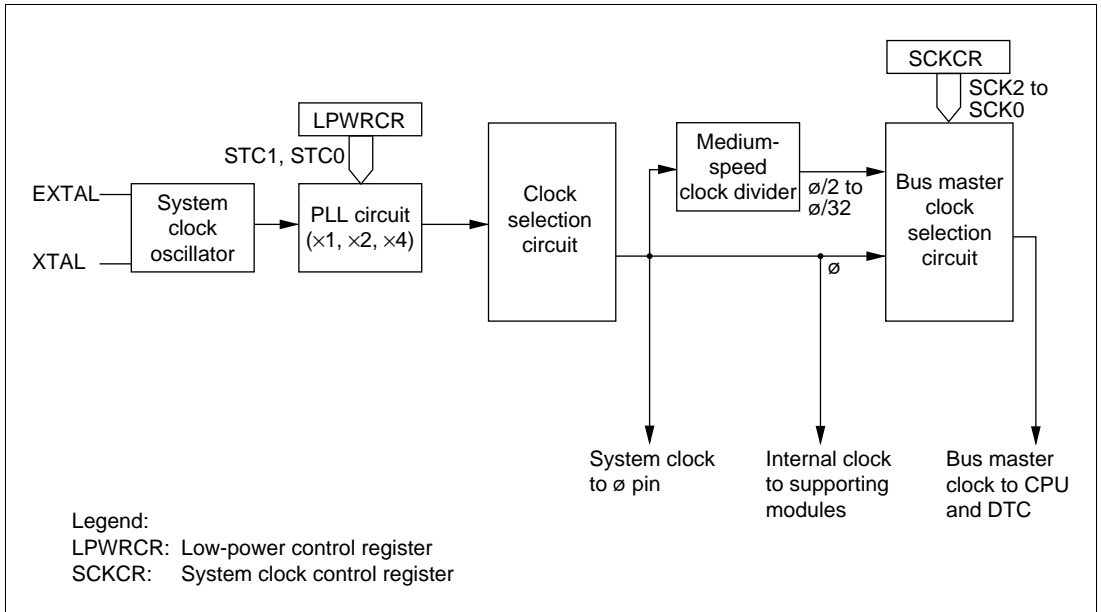 SCKCR
SCK2 to
SCK0
LPWRCR
STC1, STC0
EXTAL
XTAL
System
clock
oscillator
PLL circuit
(×1, ×2, ×4)
Clock
selection
circuit
Medium-
speed
clock divider
ø/2 to
ø/32
ø
Bus master
clock
selection
circuit
System clock
to ø pin
Internal clock
to supporting
modules
Bus master
clock to CPU
and DTC
Legend:
LPWRCR: Low-power control register
SCKCR: System clock control register